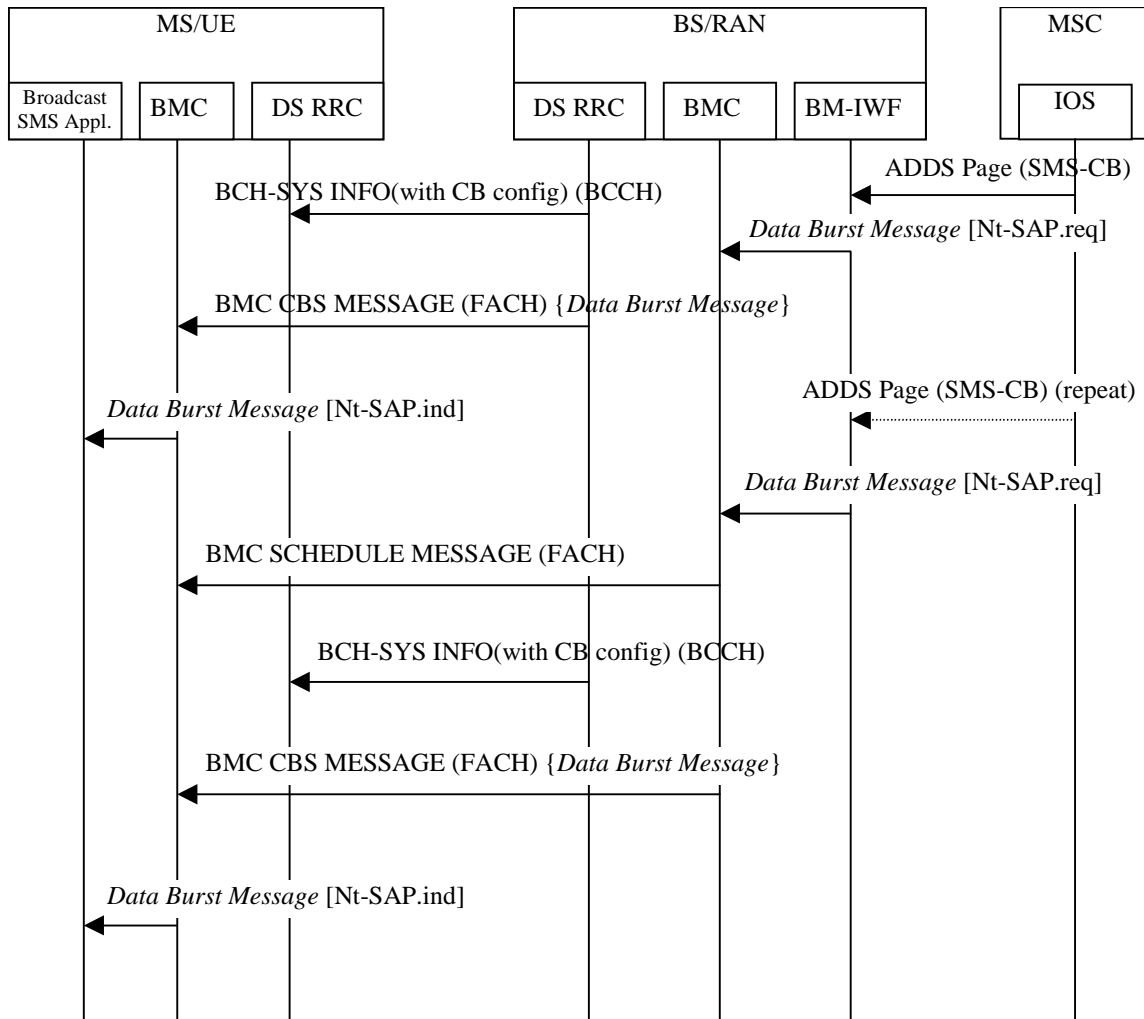 MS/UE
BS/RAN
MSC
Broadcast
SMS Appl.
BMC
DS RRC
DS RRC
BMC
BM-IWF
IOS
ADDS Page (SMS-CB)
BCH-SYS INFO(with CB config) (BCCH)
Data Burst Message [Nt-SAP.req]
BMC CBS MESSAGE (FACH) {Data Burst Message}
ADDS Page (SMS-CB) (repeat)
Data Burst Message [Nt-SAP.ind]
Data Burst Message [Nt-SAP.req]
BMC SCHEDULE MESSAGE (FACH)
BCH-SYS INFO(with CB config) (BCCH)
BMC CBS MESSAGE (FACH) {Data Burst Message}
Data Burst Message [Nt-SAP.ind]